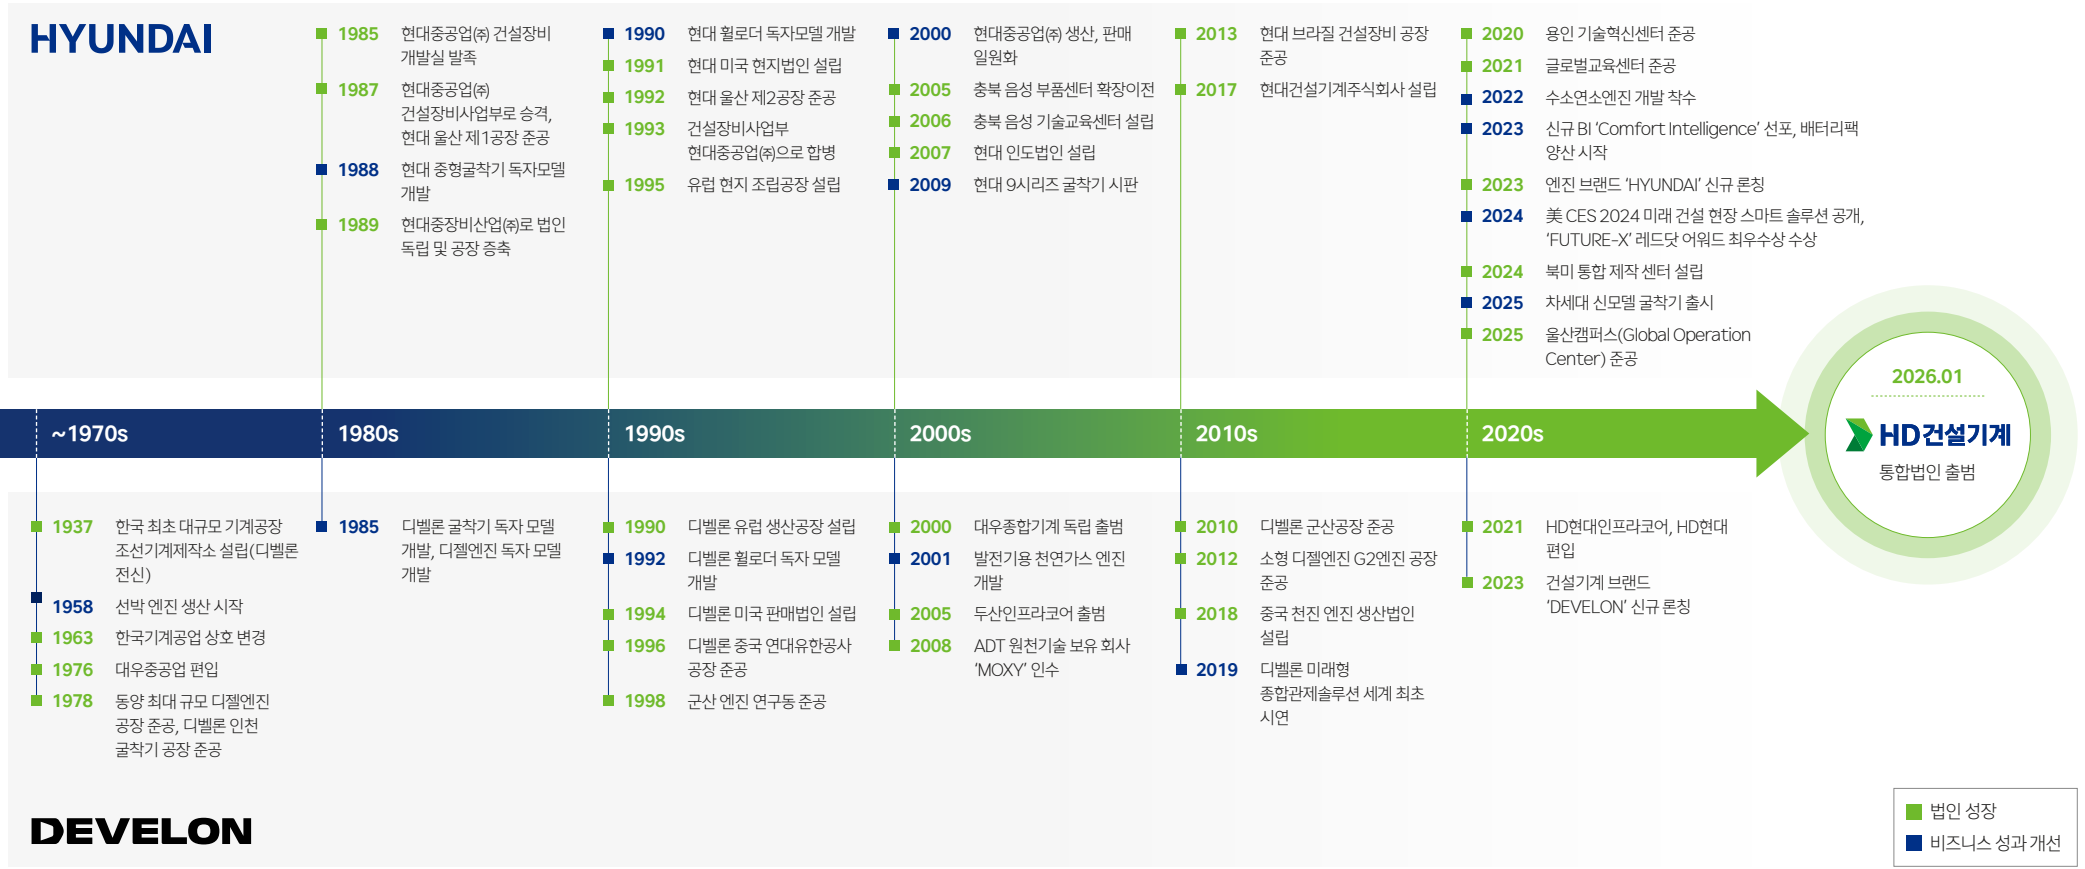 HYUNDAI
1985 현대중공업㈜ 건설장비
개발실 발족
1987 현대중공업㈜
건설장비사업부로 승격,
현대 울산 제1공장 준공
1988 현대 중형굴착기 독자모델
개발
1989 현대중장비산업㈜로 법인
독립 및 공장 증축
1990 현대 휠로더 독자모델 개발
1991 현대 미국 현지법인 설립
1992 현대 울산 제2공장 준공
1993 건설장비사업부
현대중공업㈜으로 합병
1995 유럽 현지 조립공장 설립
2000 현대중공업㈜ 생산, 판매
일원화
2005 충북 음성 부품센터 확장이전
2006 충북 음성 기술교육센터 설립
2007 현대 인도법인 설립
2009 현대 9시리즈 굴착기 시판
2013 현대 브라질 건설장비 공장
준공
2017 현대건설기계주식회사 설립
2020 용인 기술혁신센터 준공
2021 글로벌교육센터 준공
2022 수소연소엔진 개발 착수
2023 신규 BI ‘Comfort Intelligence’ 선포, 배터리팩
양산 시작
2023 엔진 브랜드 ‘HYUNDAI’ 신규 론칭
2024 美 CES 2024 미래 건설 현장 스마트 솔루션 공개,
‘FUTURE-X’ 레드닷 어워드 최우수상 수상
2024 북미 통합 제작 센터 설립
2025 차세대 신모델 굴착기 출시
2025 울산캠퍼스(Global Operation
Center) 준공
~1970s
1980s
1990s
2000s
2010s
2020s
2026.01
HD건설기계
통합법인 출범
1937 한국 최초 대규모 기계공장
조선기계제작소 설립(디벨론
전신)
1958 선박 엔진 생산 시작
1963 한국기계공업 상호 변경
1976 대우중공업 편입
1978 동양 최대 규모 디젤엔진
공장 준공, 디벨론 인천
굴착기 공장 준공
1985 디벨론 굴착기 독자 모델
개발, 디젤엔진 독자 모델
개발
1990 디벨론 유럽 생산공장 설립
1992 디벨론 휠로더 독자 모델
개발
1994 디벨론 미국 판매법인 설립
1996 디벨론 중국 연대유한공사
공장 준공
1998 군산 엔진 연구동 준공
2000 대우종합기계 독립 출범
2001 발전기용 천연가스 엔진
개발
2005 두산인프라코어 출범
2008 ADT 원천기술 보유 회사
‘MOXY’ 인수
2010 디벨론 군산공장 준공
2012 소형 디젤엔진 G2엔진 공장
준공
2018 중국 천진 엔진 생산법인
설립
2019 디벨론 미래형
종합관제솔루션 세계 최초
시연
2021 HD현대인프라코어, HD현대
편입
2023 건설기계 브랜드
‘DEVELON’ 신규 론칭
DEVELON
법인 성장
비즈니스 성과 개선